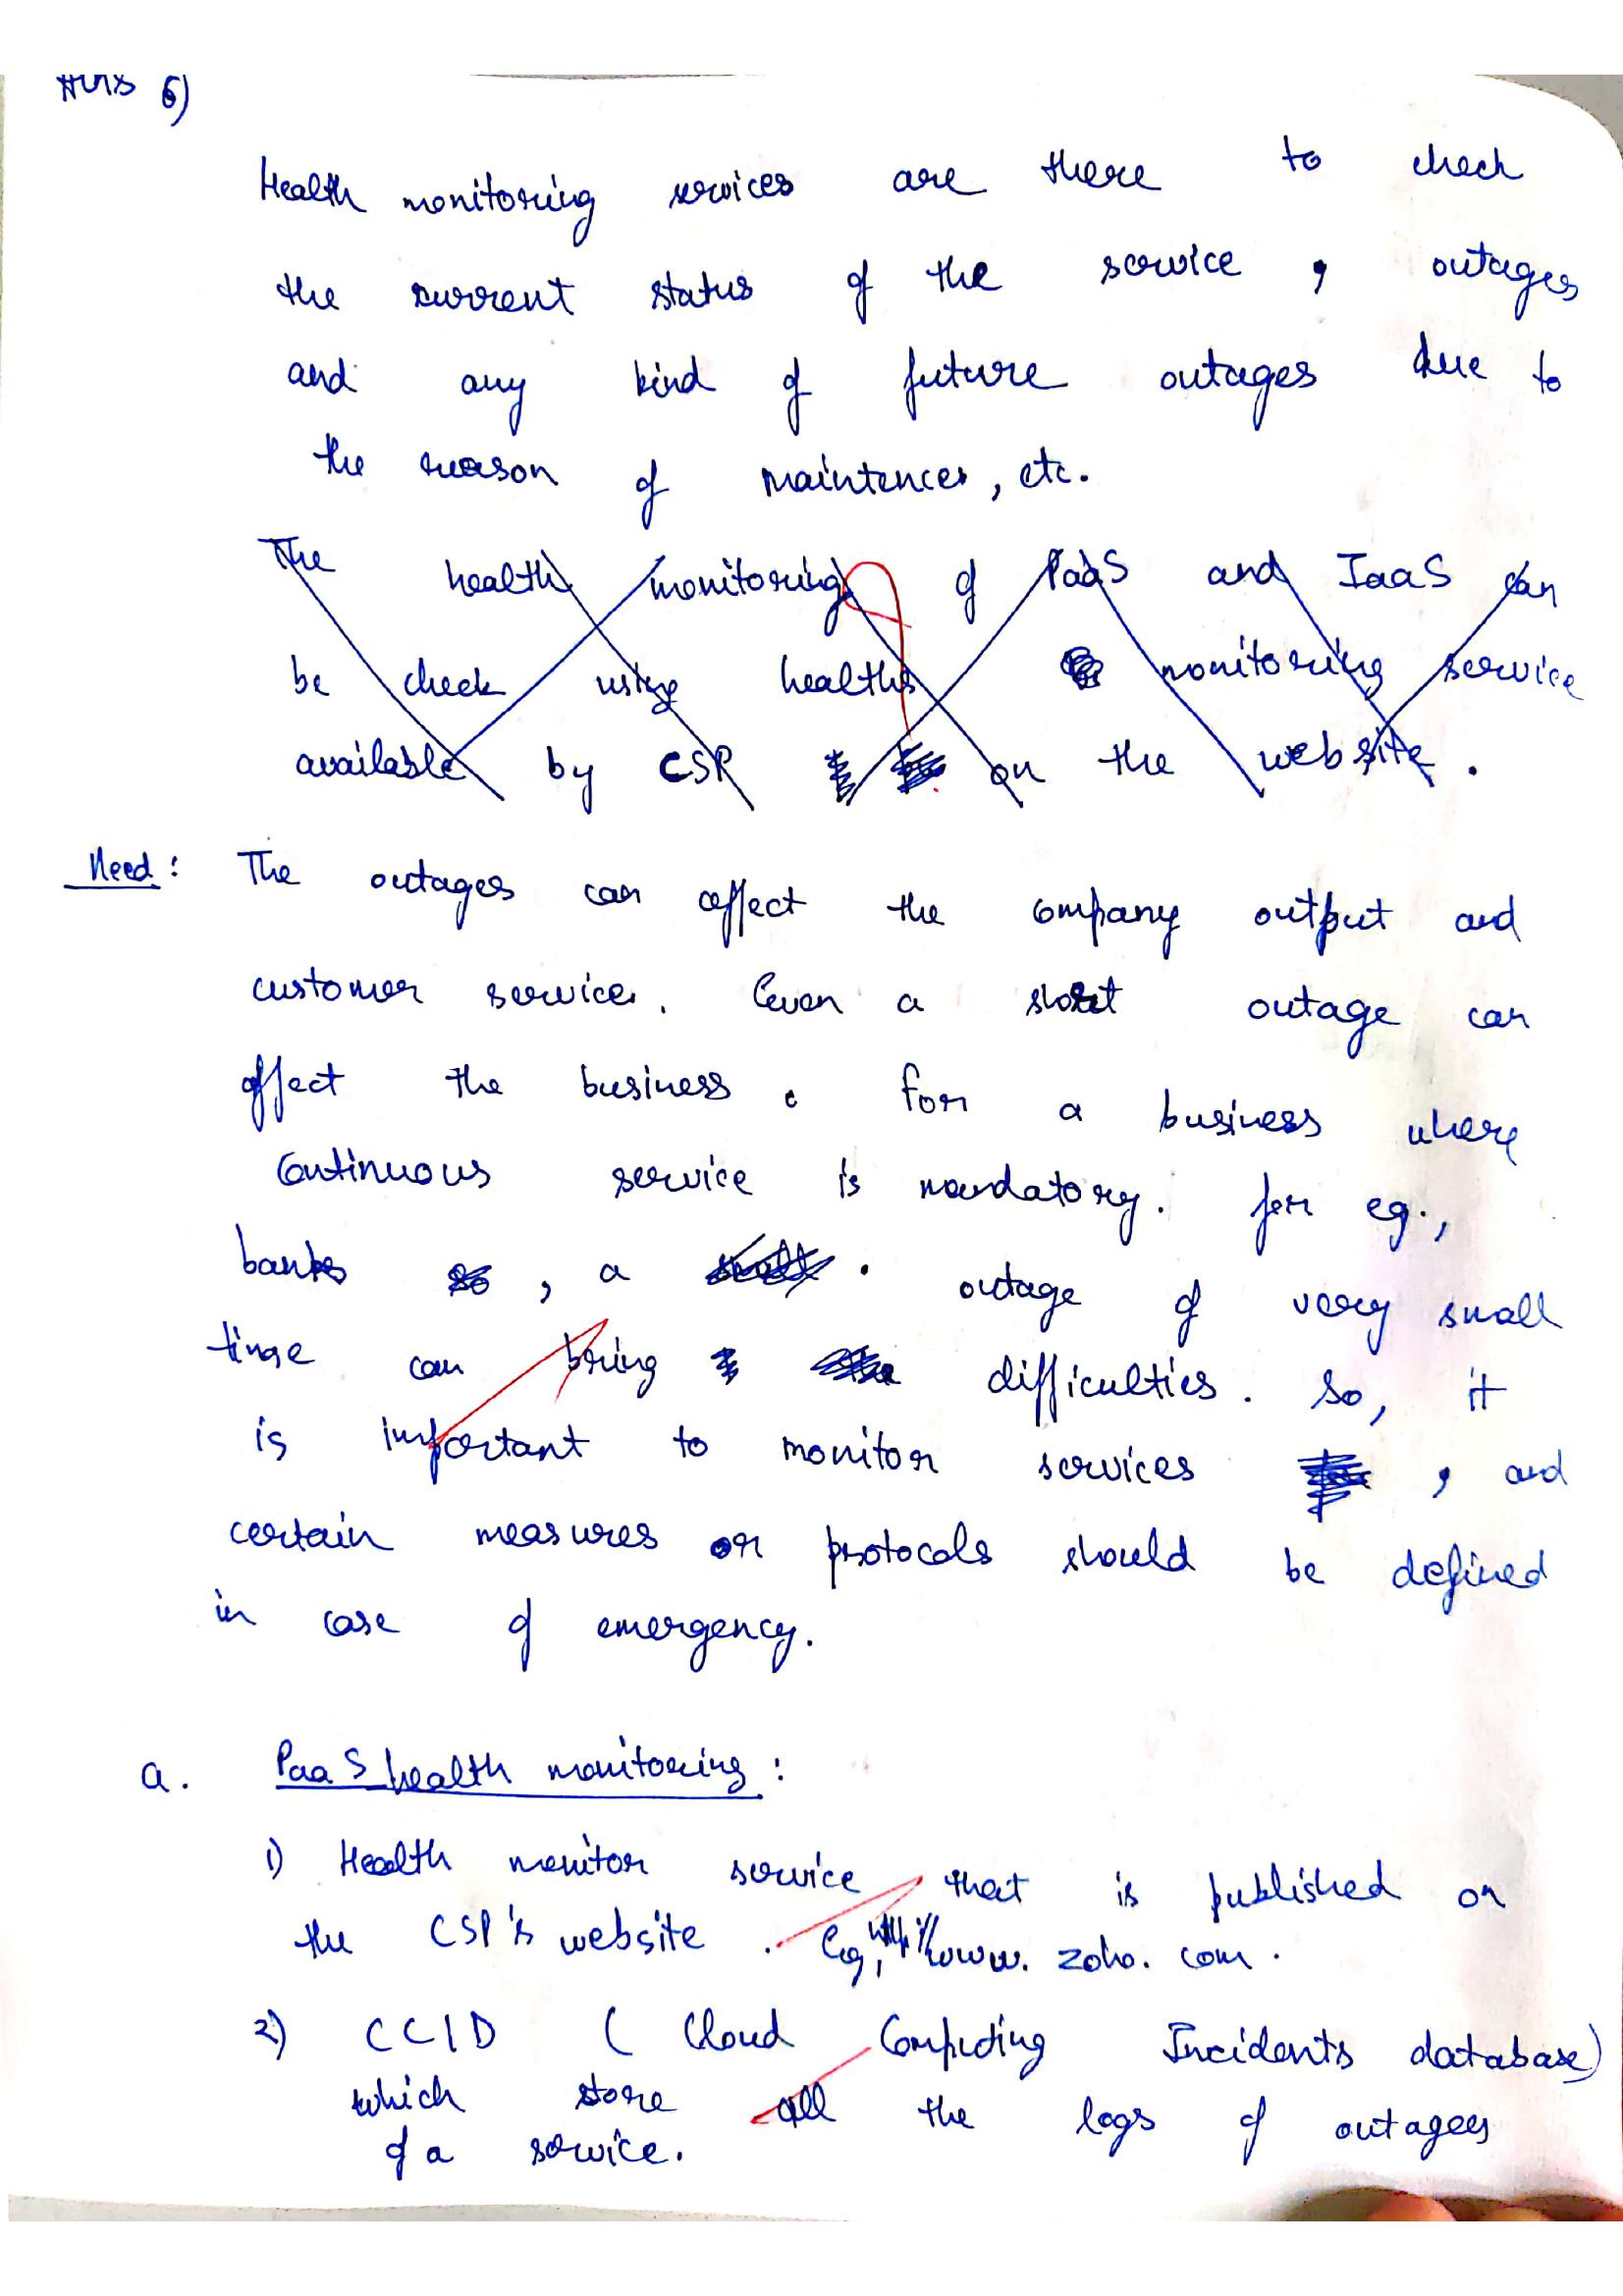 Ans 6)
Health monitoring services are there to check
the current status of the service , outages
and any kind of future outages due to
the reason of maintences, etc.
The health monitoring of PaaS and IaaS can
be check using healths monitoring service
available by CSP on the website .
Need : The outages can affect the company output and
customer service. Even a short outage can
affect the business . For a business where
continuous service is mandatory. for eg.,
banks , a . outage of very small
time can bring difficulties. So, it
is important to monitor services , and
certain measures or protocols should be defined
in case of emergency.
a. PaaS health monitoring :
1) Health monitor service that is published on
the CSP's website . Eg, www. zoho. com .
2) CCID ( Cloud Computing Incidents database)
which store all the logs of outages
of a service.